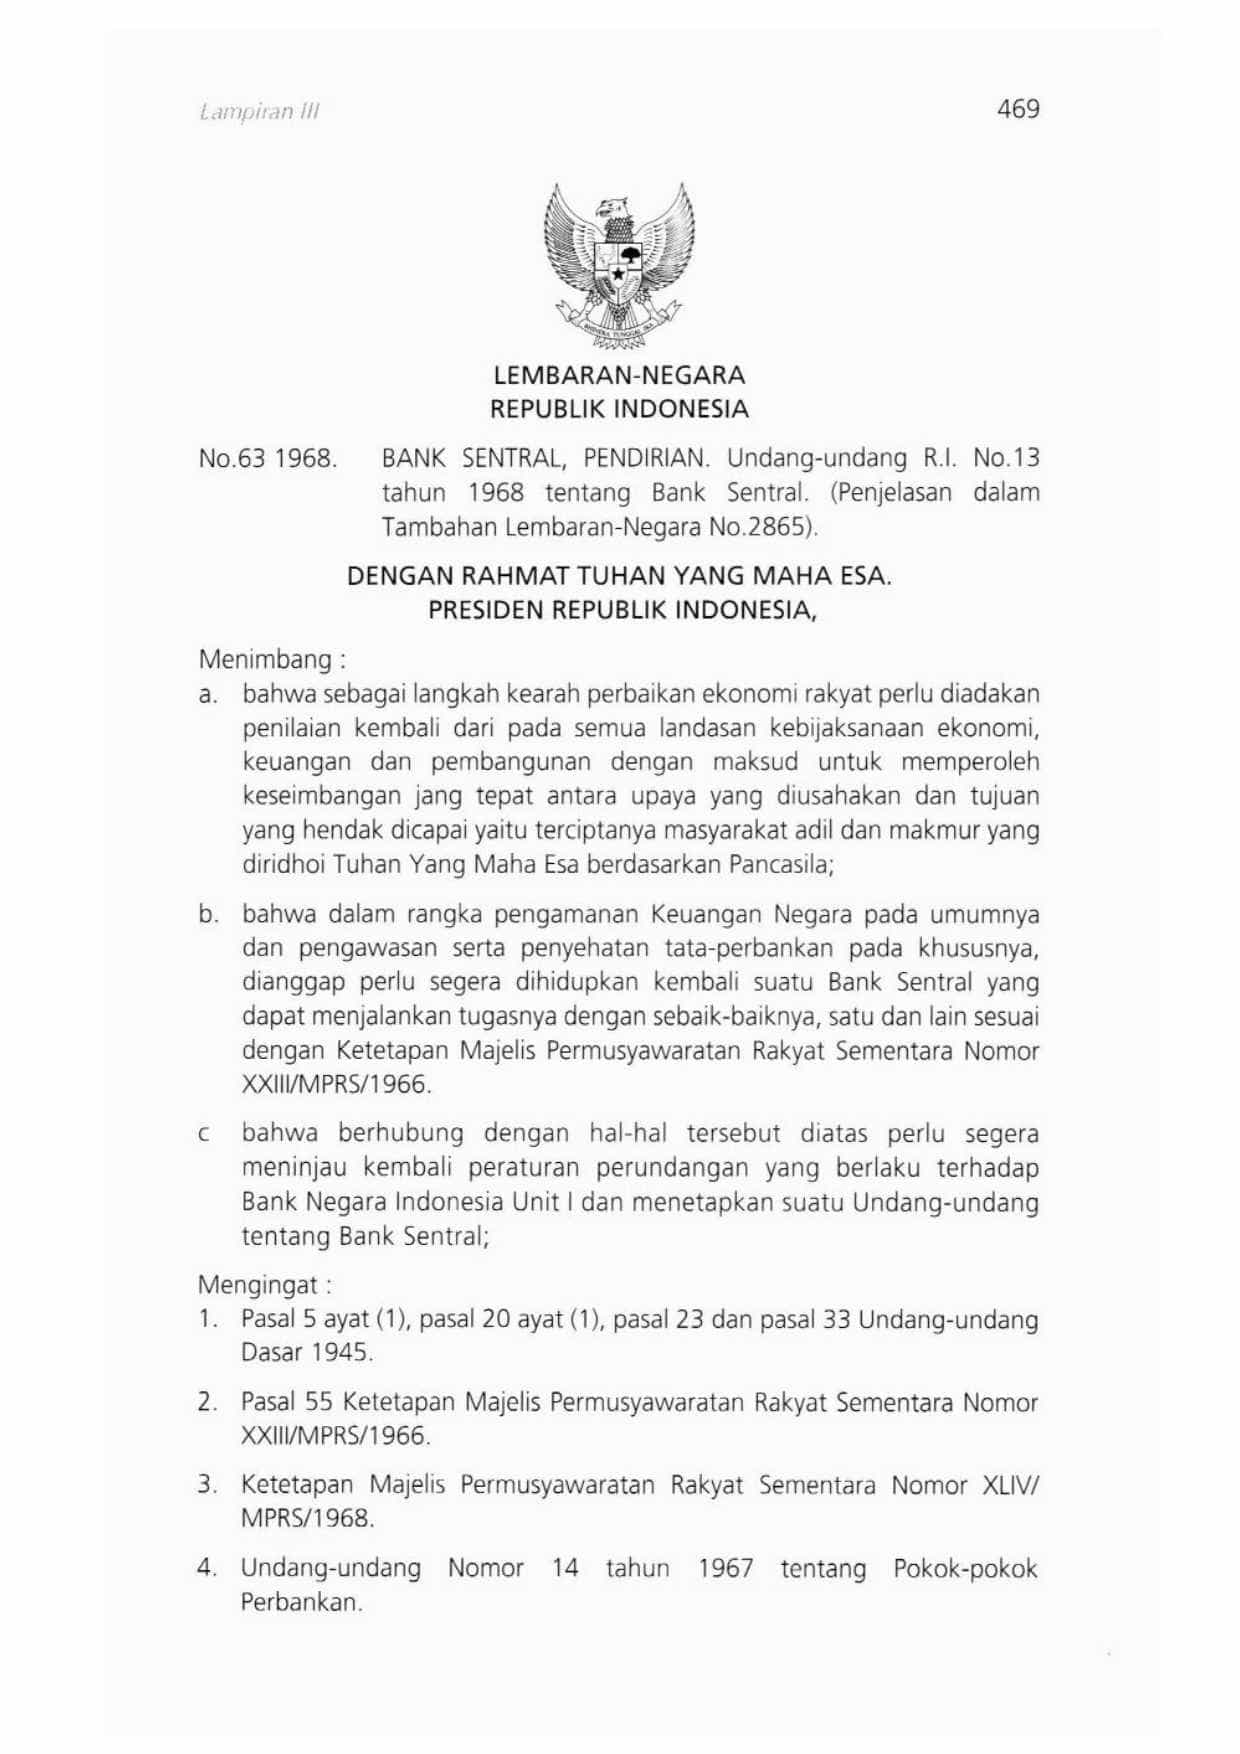 Lampiran III
469
BHINNEKA TUNGGAL IKA
LEMBARAN-NEGARA
REPUBLIK INDONESIA
No.63 1968. BANK SENTRAL, PENDIRIAN. Undang-undang R.I. No.13
tahun 1968 tentang Bank Sentral. (Penjelasan dalam
Tambahan Lembaran-Negara No.2865).
DENGAN RAHMAT TUHAN YANG MAHA ESA.
PRESIDEN REPUBLIK INDONESIA,
Menimbang :
a. bahwa sebagai langkah kearah perbaikan ekonomi rakyat perlu diadakan
penilaian kembali dari pada semua landasan kebijaksanaan ekonomi,
keuangan dan pembangunan dengan maksud untuk memperoleh
keseimbangan jang tepat antara upaya yang diusahakan dan tujuan
yang hendak dicapai yaitu terciptanya masyarakat adil dan makmur yang
diridhoi Tuhan Yang Maha Esa berdasarkan Pancasila;
b. bahwa dalam rangka pengamanan Keuangan Negara pada umumnya
dan pengawasan serta penyehatan tata-perbankan pada khususnya,
dianggap perlu segera dihidupkan kembali suatu Bank Sentral yang
dapat menjalankan tugasnya dengan sebaik-baiknya, satu dan lain sesuai
dengan Ketetapan Majelis Permusyawaratan Rakyat Sementara Nomor
XXIII/MPRS/1966.
c bahwa berhubung dengan hal-hal tersebut diatas perlu segera
meninjau kembali peraturan perundangan yang berlaku terhadap
Bank Negara Indonesia Unit I dan menetapkan suatu Undang-undang
tentang Bank Sentral;
Mengingat :
1. Pasal 5 ayat (1), pasal 20 ayat (1), pasal 23 dan pasal 33 Undang-undang
Dasar 1945.
2. Pasal 55 Ketetapan Majelis Permusyawaratan Rakyat Sementara Nomor
XXIII/MPRS/1966.
3. Ketetapan Majelis Permusyawaratan Rakyat Sementara Nomor XLIV/
MPRS/1968.
4. Undang-undang Nomor 14 tahun 1967 tentang Pokok-pokok
Perbankan.